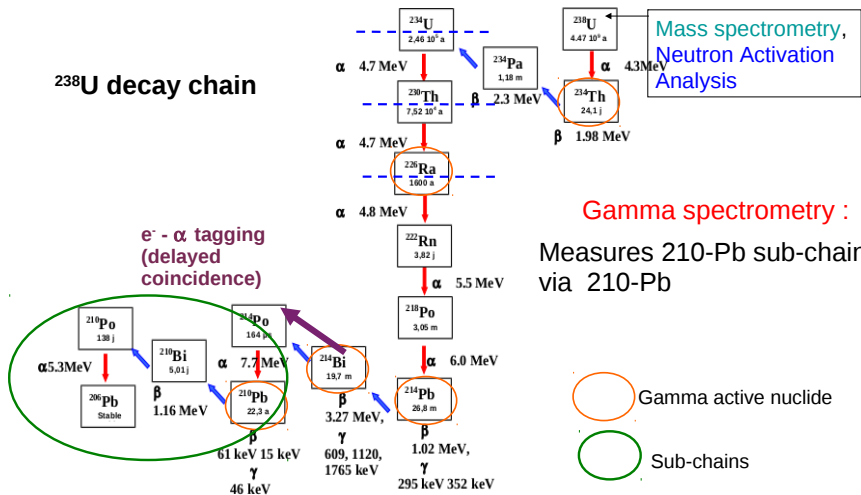 ²³⁸U decay chain
²³⁴U
2,46 10⁵ a
²³⁸U
4.47 10⁹ a
Mass spectrometry,
Neutron Activation
Analysis
α 4.7 MeV
²³⁴Pa
1,18 m
α 4.3MeV
²³⁰Th
7,52 10⁴ a
β 2.3 MeV
²³⁴Th
24,1 j
β 1.98 MeV
α 4.7 MeV
²²⁶Ra
1600 a
α 4.8 MeV
Gamma spectrometry :
Measures 210-Pb sub-chain
via 210-Pb
e⁻ - α tagging
(delayed
coincidence)
²²²Rn
3,82 j
α 5.5 MeV
²¹⁰Po
138 j
²¹⁴Po
164 µs
²¹⁸Po
3,05 m
²¹⁰Bi
5,01 j
α5.3MeV
α 7.7 MeV
²¹⁴Bi
19,7 m
α 6.0 MeV
²⁰⁶Pb
Stable
β
1.16 MeV
²¹⁰Pb
22,3 a
²¹⁴Pb
26,8 m
β
61 keV 15 keV
γ
46 keV
β
3.27 MeV,
γ
609, 1120,
1765 keV
β
1.02 MeV,
γ
295 keV 352 keV
Gamma active nuclide
Sub-chains